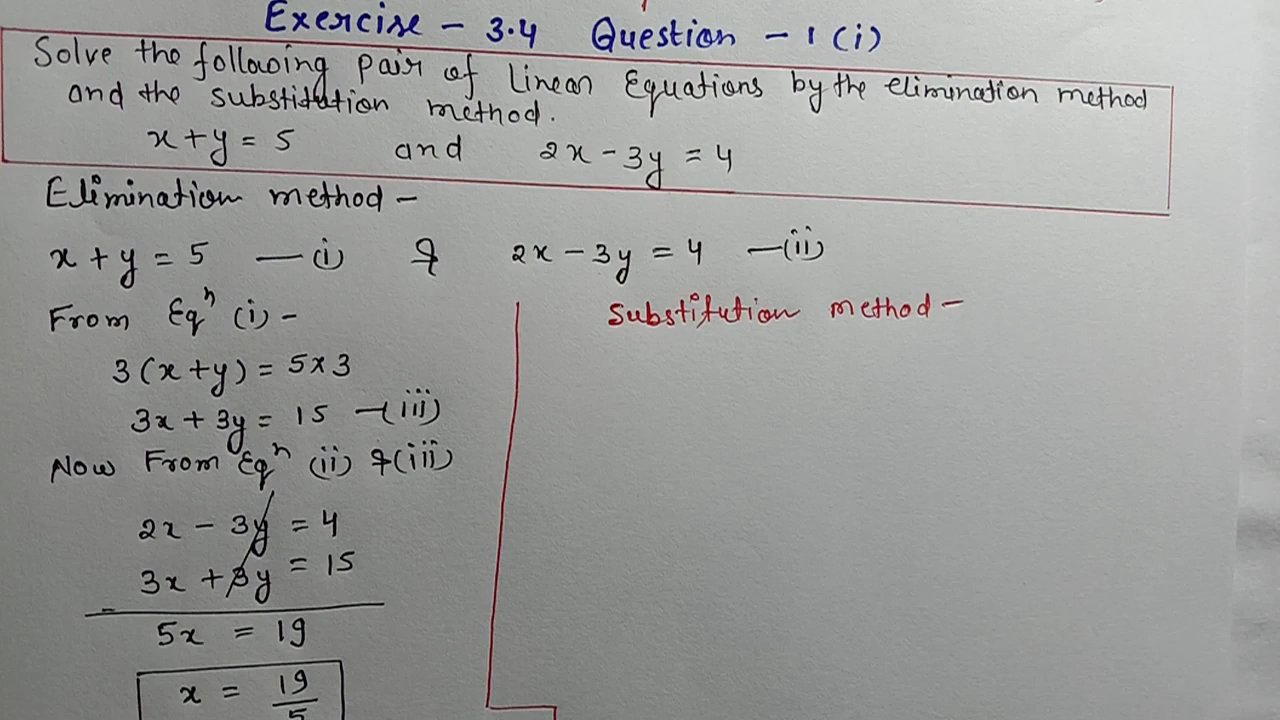 Exercise - 3.4 Question - 1 (i)
Solve the following pair of linear Equations by the elimination method
and the substitution method.
x + y = 5 and 2x - 3y = 4
Elimination method -
x + y = 5 —(i) & 2x - 3y = 4 —(ii)
From Eqⁿ (i) -
3(x + y) = 5x3
3x + 3y = 15 —(iii)
Now From Eqⁿ (ii) & (iii)
2x - 3y = 4
3x + 3y = 15
5x = 19
x = 19/5
Substitution method -